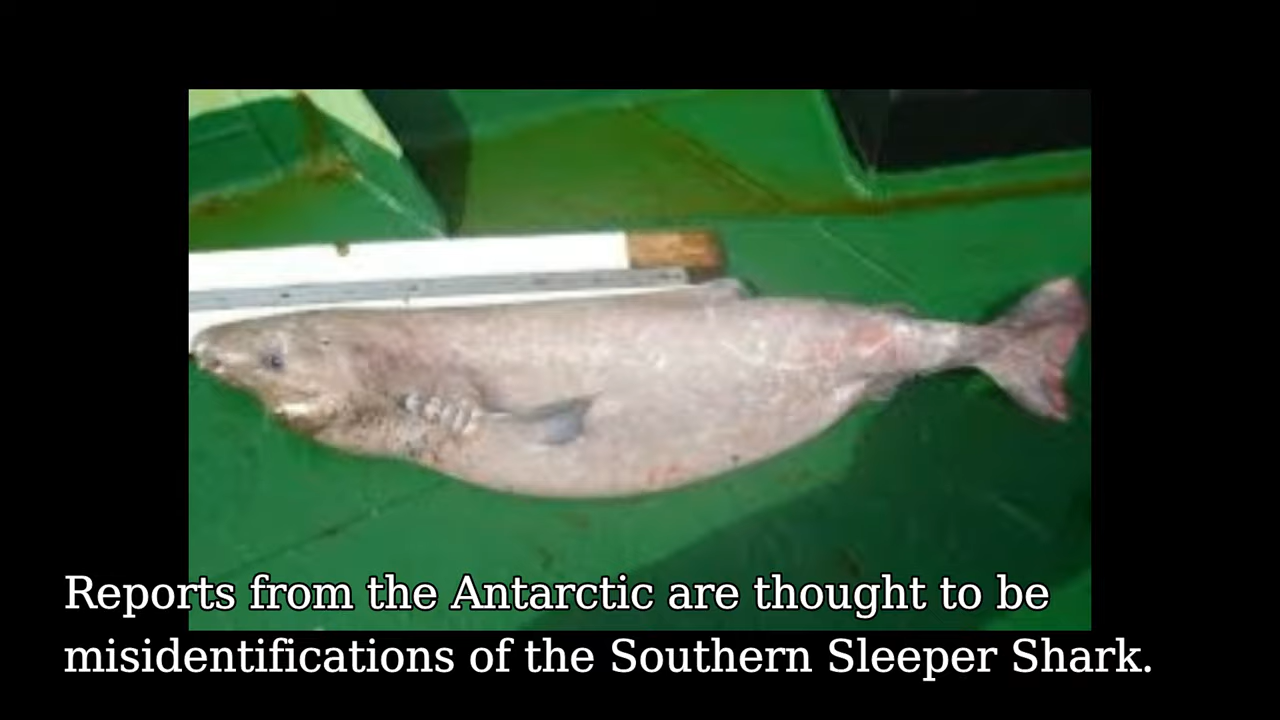 Reports from the Antarctic are thought to be
misidentifications of the Southern Sleeper Shark.